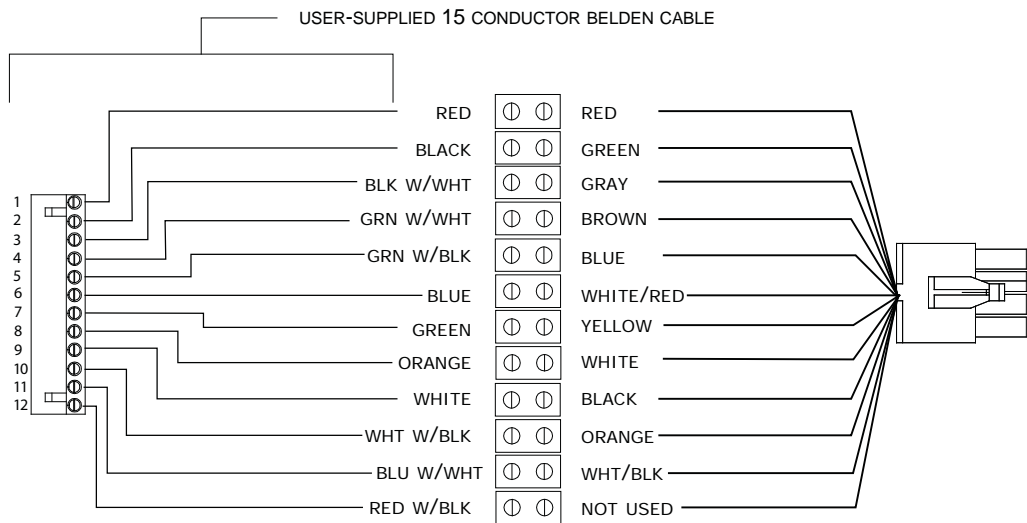 USER-SUPPLIED 15 CONDUCTOR BELDEN CABLE
RED RED
BLACK GREEN
BLK W/WHT GRAY
1
2 GRN W/WHT BROWN
3
4 GRN W/BLK BLUE
5
6 BLUE WHITE/RED
7
8 GREEN YELLOW
9 ORANGE WHITE
10
11 WHITE BLACK
12
WHT W/BLK ORANGE
BLU W/WHT WHT/BLK
RED W/BLK NOT USED